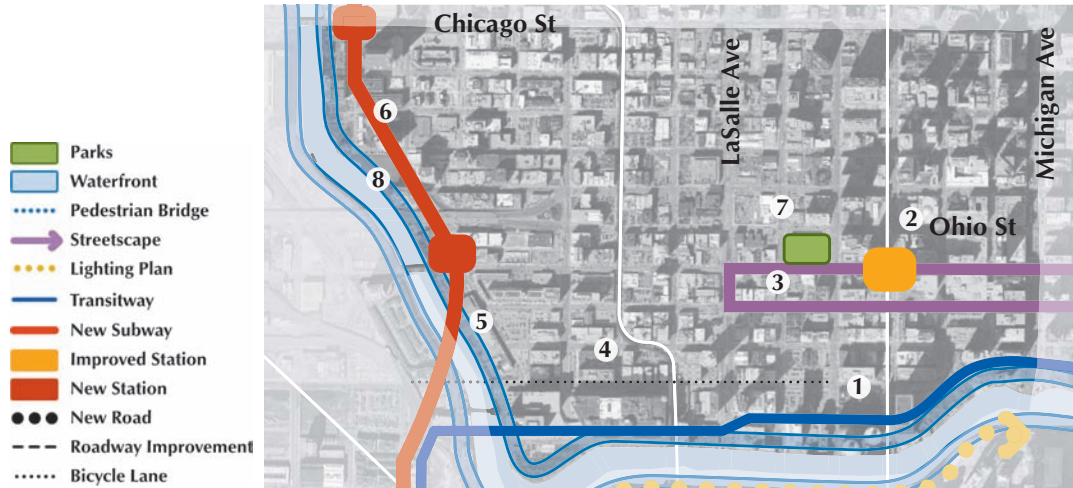 Parks
Waterfront
Pedestrian Bridge
Streetscape
Lighting Plan
Transitway
New Subway
Improved Station
New Station
New Road
Roadway Improvement
Bicycle Lane
Chicago St
LaSalle Ave
Michigan Ave
6
8
7
2
Ohio St
3
5
4
1